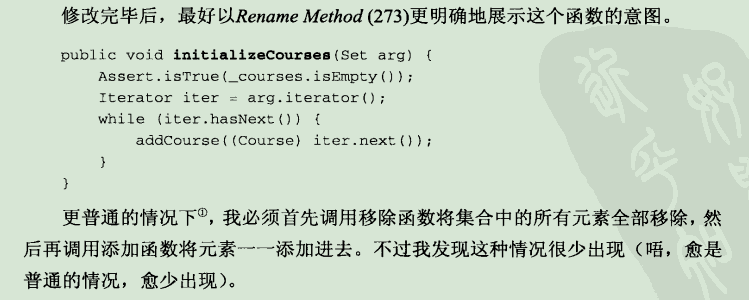 修改完毕后，最好以Rename Method (273)更明确地展示这个函数的意图。
public void initializeCourses(Set arg) {
    Assert.isTrue(_courses.isEmpty());
    Iterator iter = arg.iterator();
    while (iter.hasNext()) {
        addCourse((Course) iter.next());
    }
}
更普通的情况下①，我必须首先调用移除函数将集合中的所有元素全部移除，然
后再调用添加函数将元素一一添加进去。不过我发现这种情况很少出现（唔，愈是
普通的情况，愈少出现）。